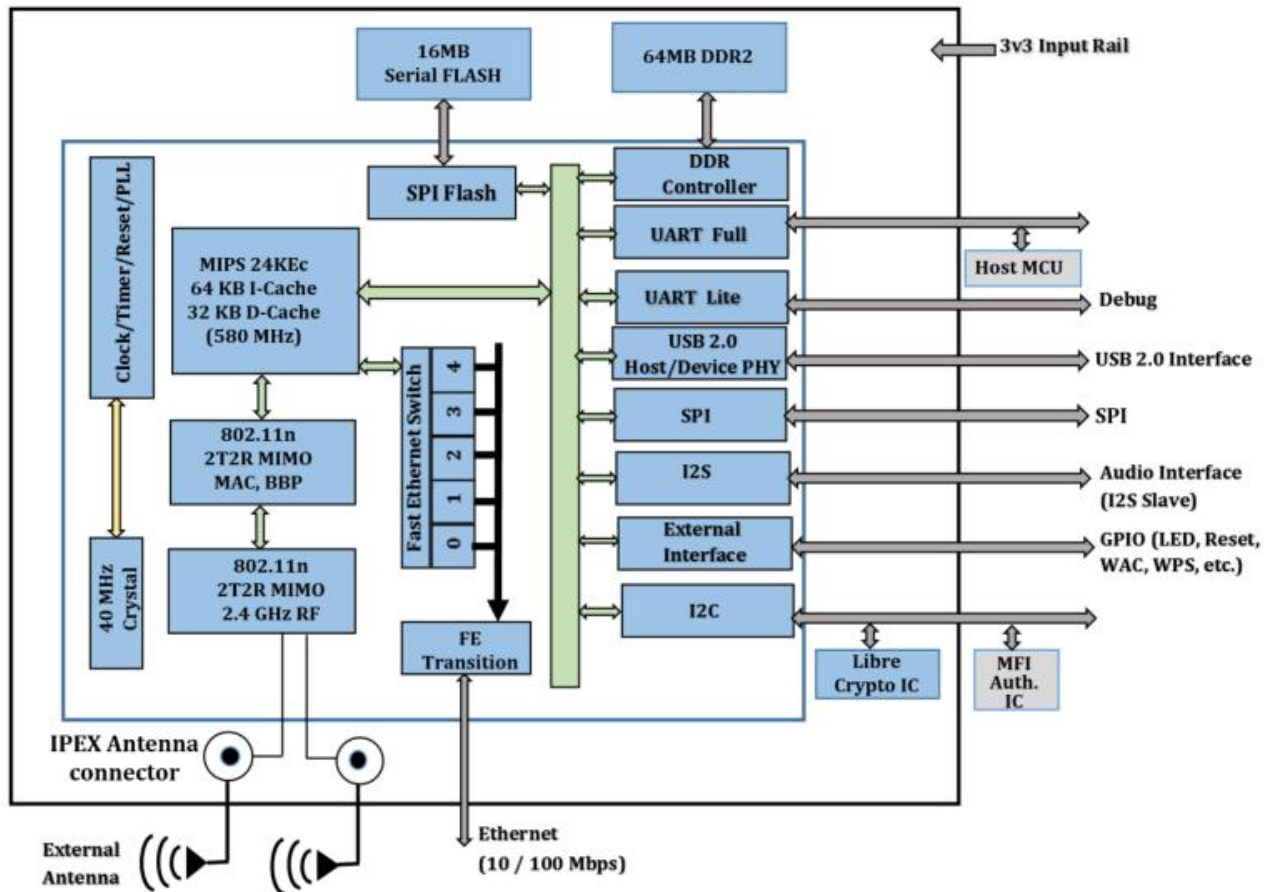 16MB
Serial FLASH
64MB DDR2
3v3 Input Rail
Clock/Timer/Reset/PLL
SPI Flash
DDR
Controller
UART Full
Host MCU
MIPS 24KEc
64 KB I-Cache
32 KB D-Cache
(580 MHz)
UART Lite
Debug
USB 2.0
Host/Device PHY
USB 2.0 Interface
Fast Ethernet Switch
4
3
2
1
0
SPI
SPI
802.11n
2T2R MIMO
MAC, BBP
I2S
Audio Interface
(I2S Slave)
External
Interface
GPIO (LED, Reset,
WAC, WPS, etc.)
40 MHz
Crystal
802.11n
2T2R MIMO
2.4 GHz RF
I2C
FE
Transition
Libre
Crypto IC
MFI
Auth.
IC
IPEX Antenna
connector
External
Antenna
Ethernet
(10 / 100 Mbps)